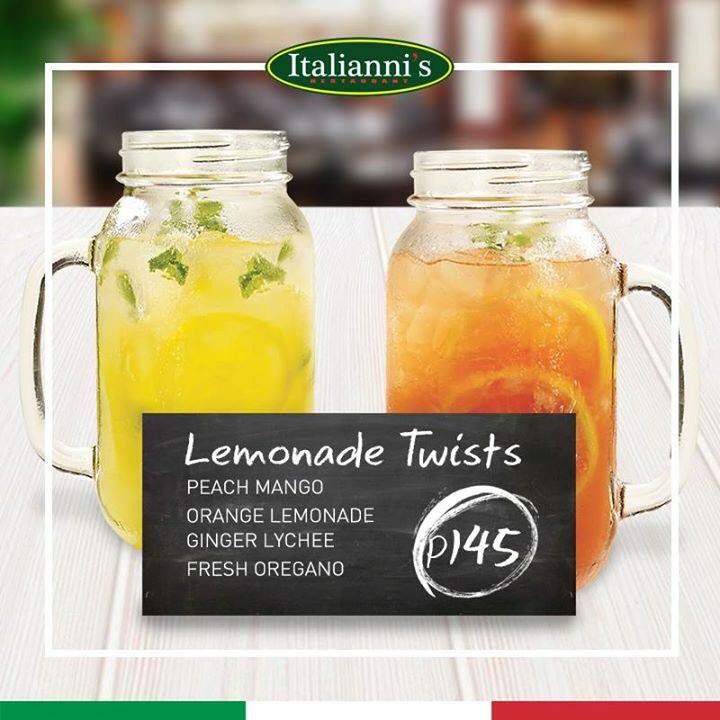 Italianni's
RESTAURANT
Lemonade Twists
PEACH MANGO
ORANGE LEMONADE
GINGER LYCHEE
FRESH OREGANO
P145